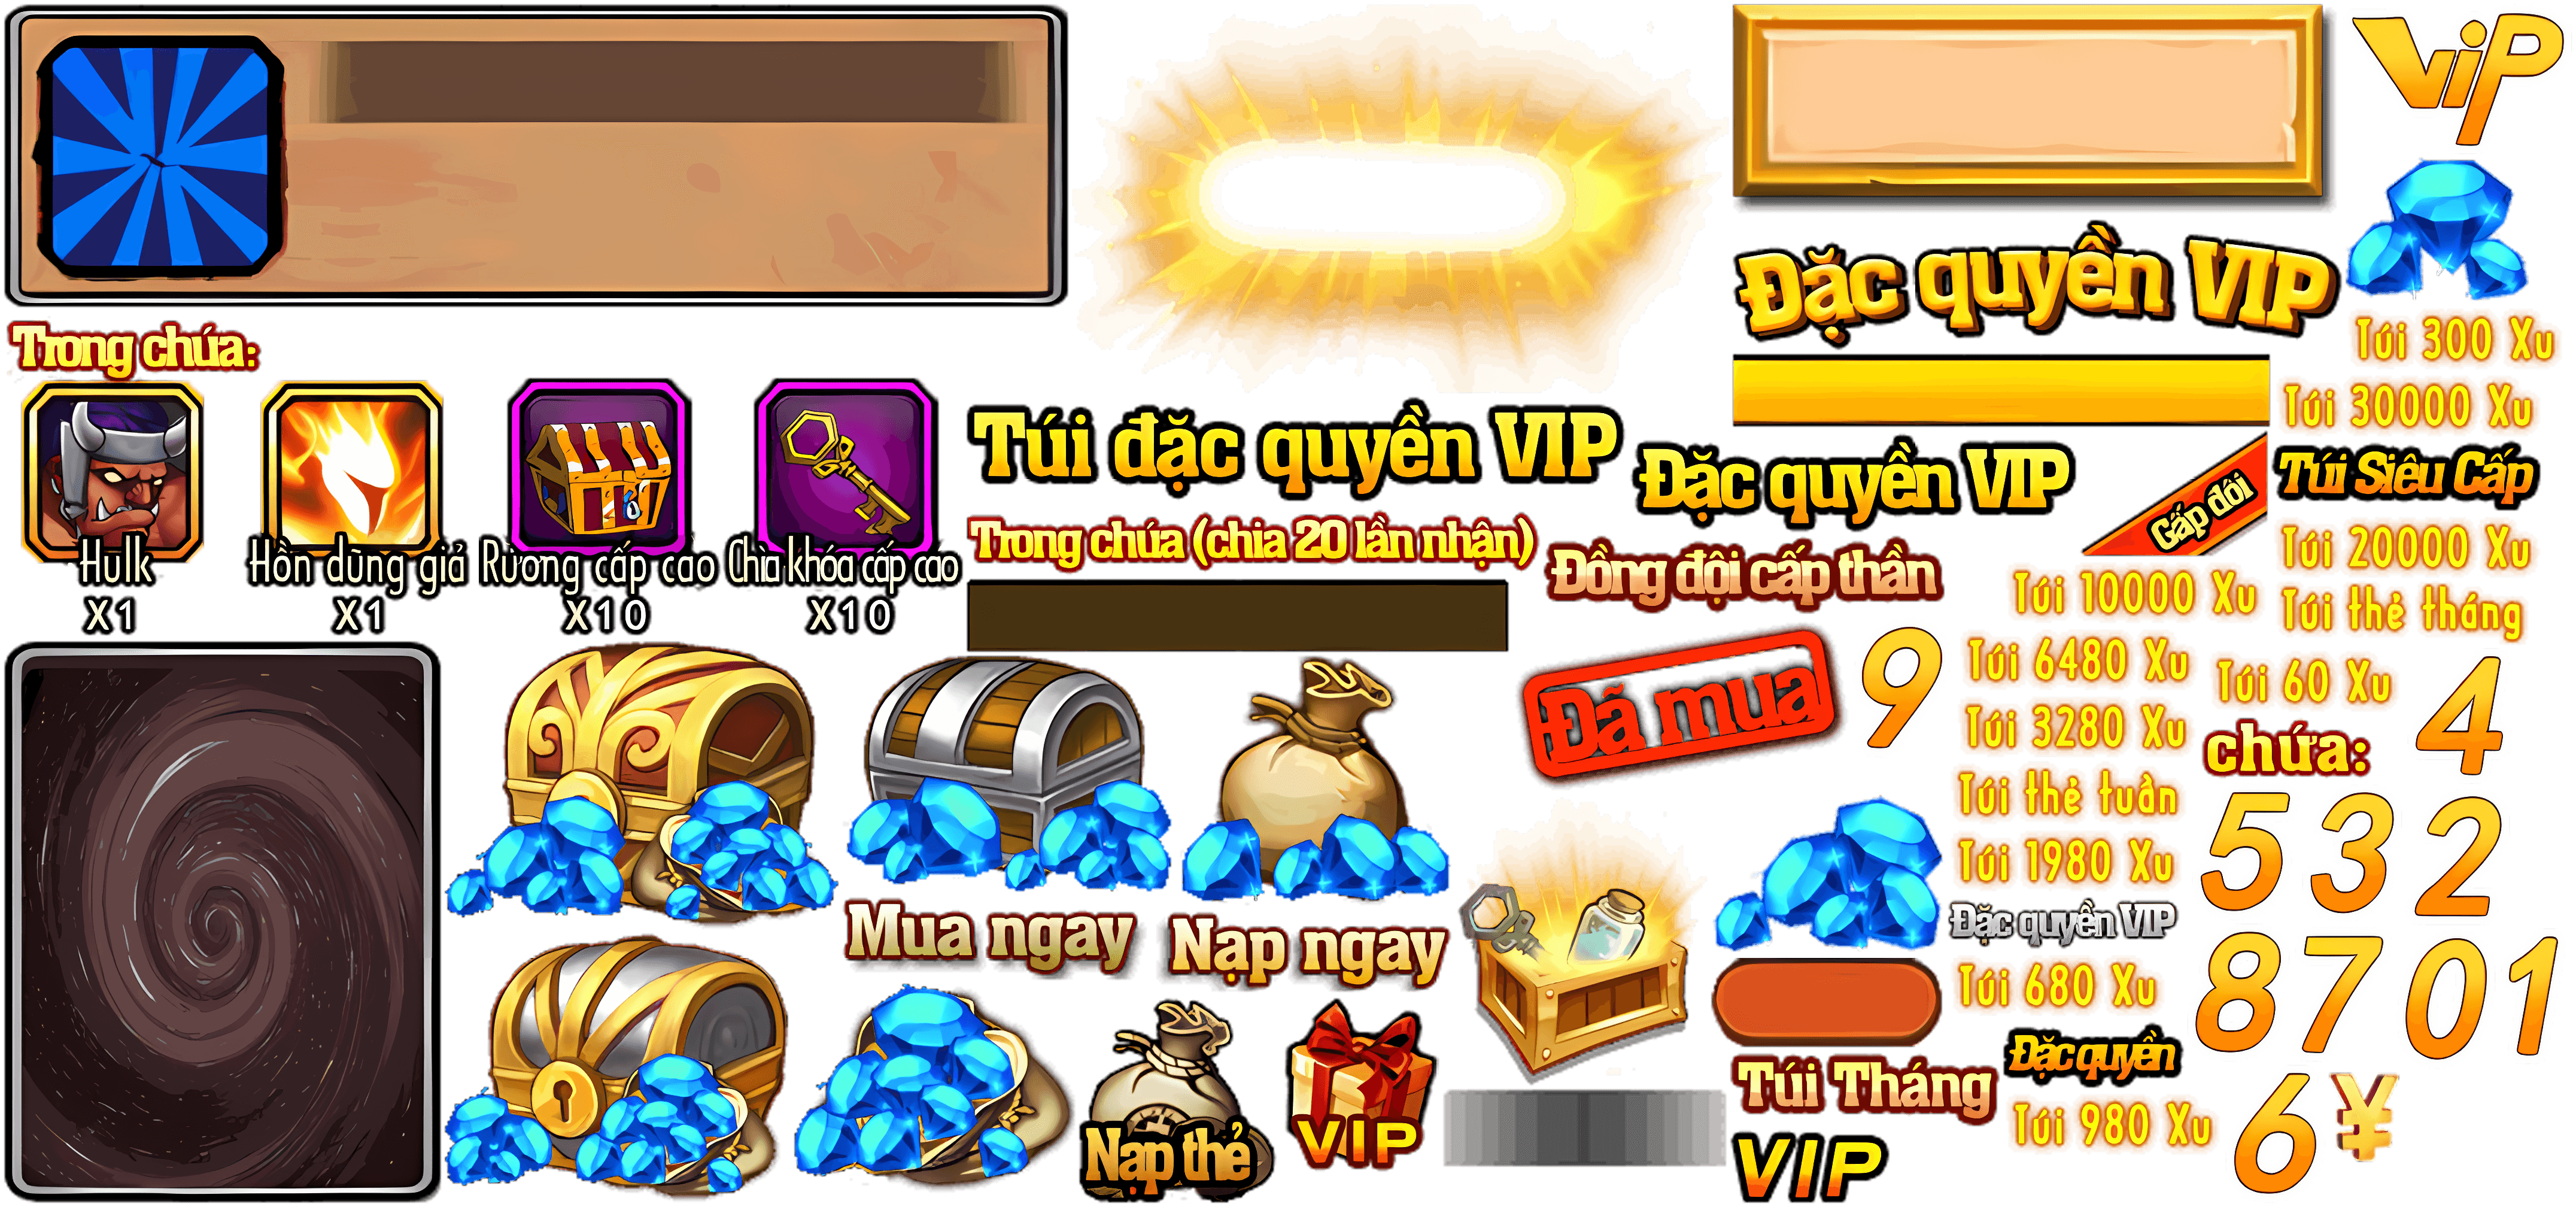 ViP
Đặc quyền VIP
Túi 300 Xu
Trong chứa:
Túi 30000 Xu
Túi đặc quyền VIP
Đặc quyền VIP
Gấp đôi
Túi Siêu Cấp
Trong chứa (chia 20 lần nhận)
Túi 20000 Xu
Hulk
X1
Hồn dũng giả
X1
Rương cấp cao
X10
Chìa khóa cấp cao
X10
Đồng đội cấp thần
Túi 10000 Xu
Túi thẻ tháng
Đã mua
9
Túi 6480 Xu
Túi 60 Xu
4
Túi 3280 Xu
chứa:
Túi thẻ tuần
5 3 2
Túi 1980 Xu
Mua ngay
Nạp ngay
Đặc quyền VIP
Túi 680 Xu
8 7 0 1
Đặc quyền
Túi Tháng
Túi 980 Xu
6 ¥
Nạp thẻ
VIP
VIP